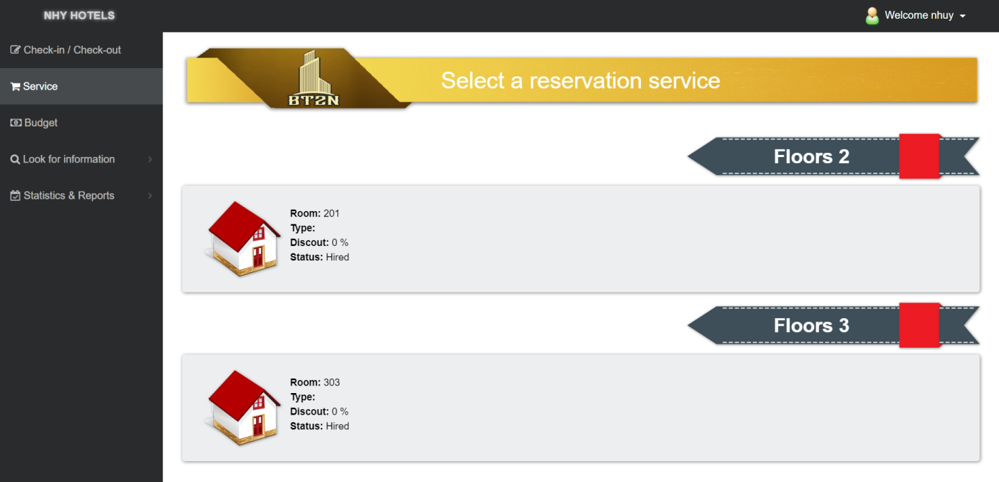 NHY HOTELS
Welcome nhuy
Check-in / Check-out
Service
Budget
Look for information
Statistics & Reports
BTSN
Select a reservation service
Floors 2
Room: 201
Type:
Discout: 0 %
Status: Hired
Floors 3
Room: 303
Type:
Discout: 0 %
Status: Hired